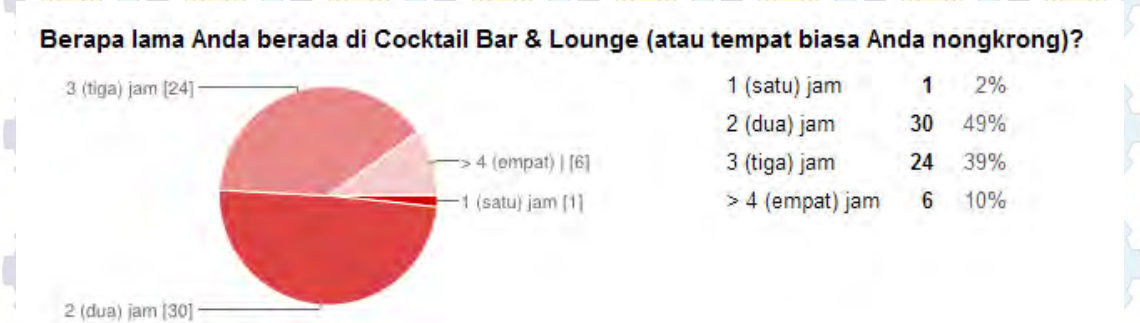 Berapa lama Anda berada di Cocktail Bar & Lounge (atau tempat biasa Anda nongkrong)?
3 (tiga) jam [24]
> 4 (empat) j [6]
1 (satu) jam [1]
2 (dua) jam [30]
1 (satu) jam 1 2%
2 (dua) jam 30 49%
3 (tiga) jam 24 39%
> 4 (empat) jam 6 10%